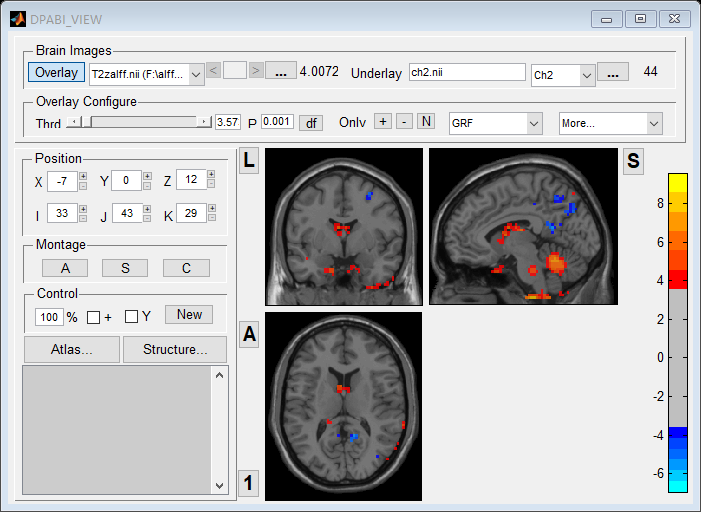 DPABI_VIEW
Brain Images
Overlay T2zalff.nii (F:\alff... < > ... 4.0072 Underlay ch2.nii Ch2 ... 44
Overlay Configure
Thrd 3.57 P 0.001 df Only + - N GRF More...
Position
X -7 Y 0 Z 12
I 33 J 43 K 29
Montage
A S C
Control
100 % + Y New
Atlas... Structure...
L
S
A
1
8
6
4
2
0
-2
-4
-6